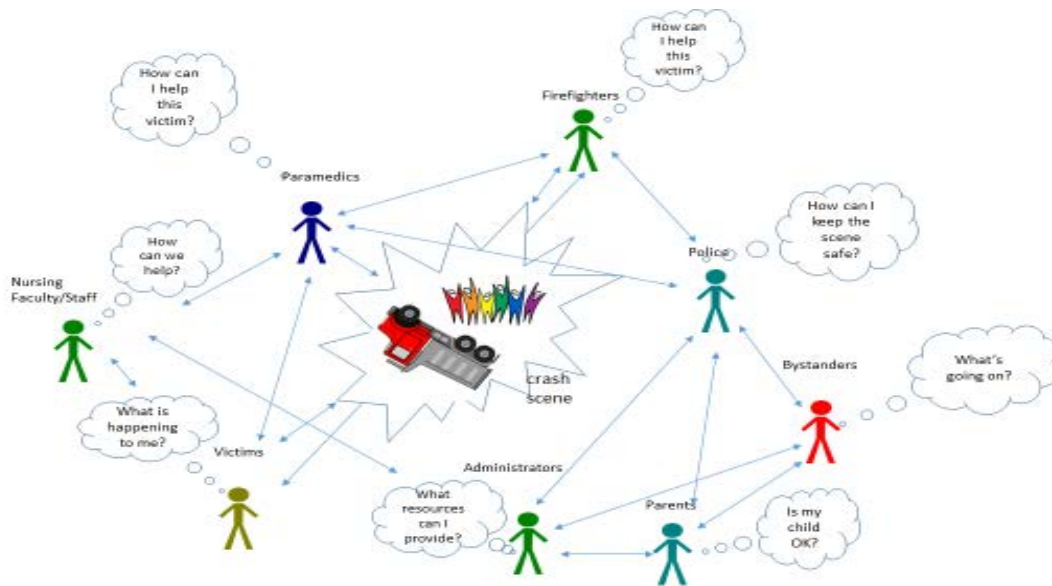 How can
I help
this
victim?
Firefighters
How can
I help
this
victim?
Paramedics
How can I
keep the
scene
safe?
Police
How
can we
help?
Nursing
Faculty/Staff
Bystanders
What's
going on?
crash
scene
What is
happening
to me?
Victims
Administrators
What
resources
can I
provide?
Parents
Is my
child
OK?